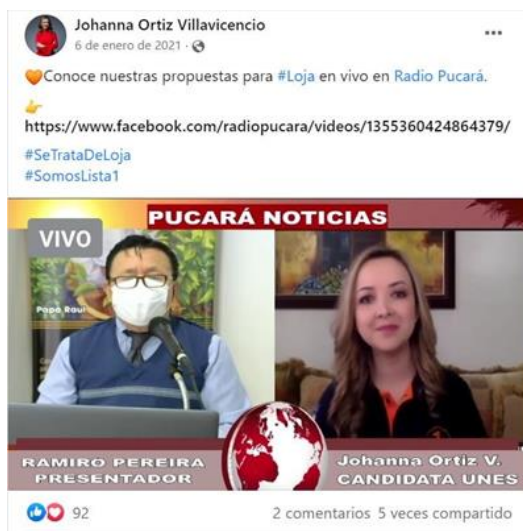 Johanna Ortiz Villavicencio
6 de enero de 2021 ·
Conoce nuestras propuestas para #Loja en vivo en Radio Pucará.
https://www.facebook.com/radiopucara/videos/1355360424864379/
#SeTrataDeLoja
#SomosLista1
PUCARÁ NOTICIAS
VIVO
Papa Raul
RAMIRO PEREIRA
PRESENTADOR
Johanna Ortiz V.
CANDIDATA UNES
92
2 comentarios 5 veces compartido